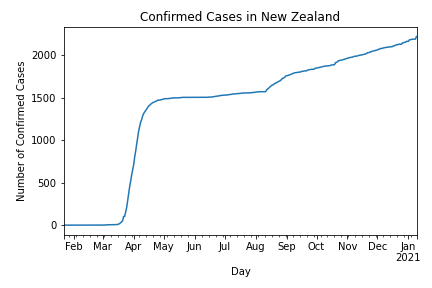 Confirmed Cases in New Zealand
Number of Confirmed Cases
2000
1500
1000
500
0
Feb Mar Apr May Jun Jul Aug Sep Oct Nov Dec Jan
2021
Day